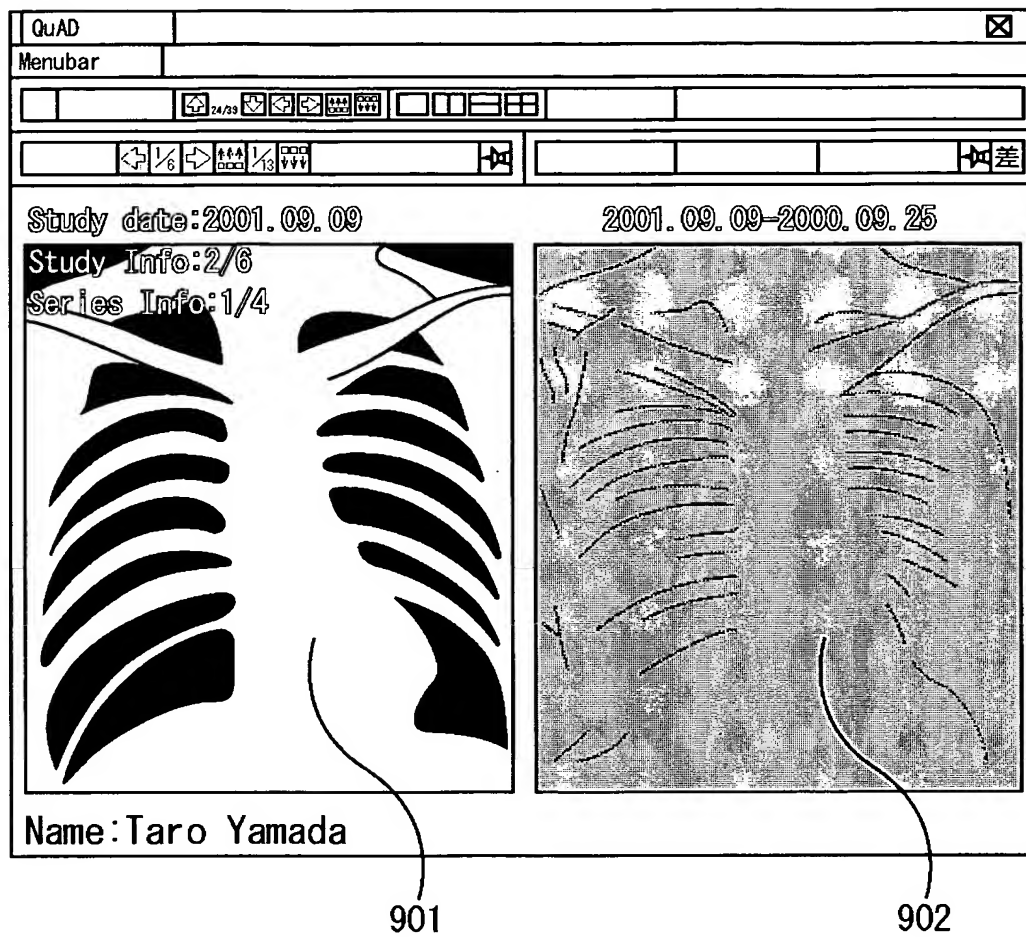 QuAD
Menubar
24/39
1/6 1/13 差
Study date:2001.09.09 2001.09.09-2000.09.25
Study Info:2/6
Series Info:1/4
Name:Taro Yamada
901 902